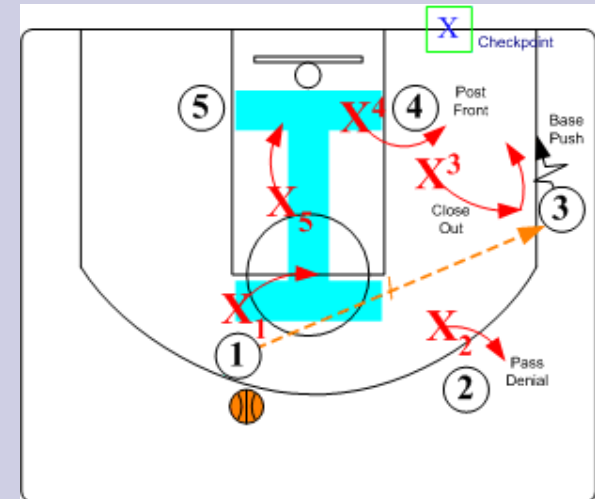 X
Checkpoint
5
X4
4
Post
Front
Base
Push
X3
3
Close
Out
X5
X1
1
X2
2
Pass
Denial